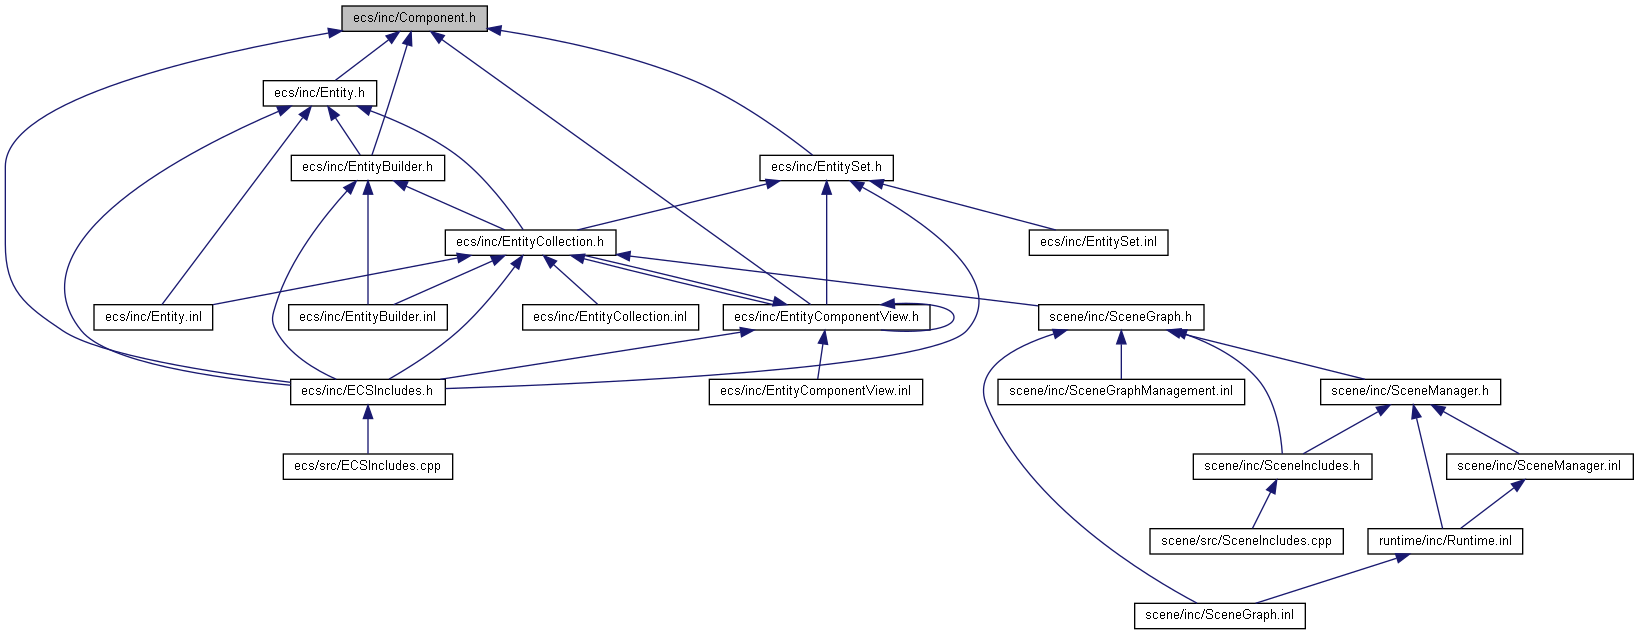 ecs/inc/Component.h
ecs/inc/Entity.h
ecs/inc/EntityBuilder.h
ecs/inc/EntitySet.h
ecs/inc/EntityCollection.h
ecs/inc/EntitySet.inl
ecs/inc/Entity.inl
ecs/inc/EntityBuilder.inl
ecs/inc/EntityCollection.inl
ecs/inc/EntityComponentView.h
scene/inc/SceneGraph.h
ecs/inc/ECSIncludes.h
ecs/inc/EntityComponentView.inl
scene/inc/SceneGraphManagement.inl
scene/inc/SceneManager.h
ecs/src/ECSIncludes.cpp
scene/inc/SceneIncludes.h
scene/inc/SceneManager.inl
scene/src/SceneIncludes.cpp
runtime/inc/Runtime.inl
scene/inc/SceneGraph.inl